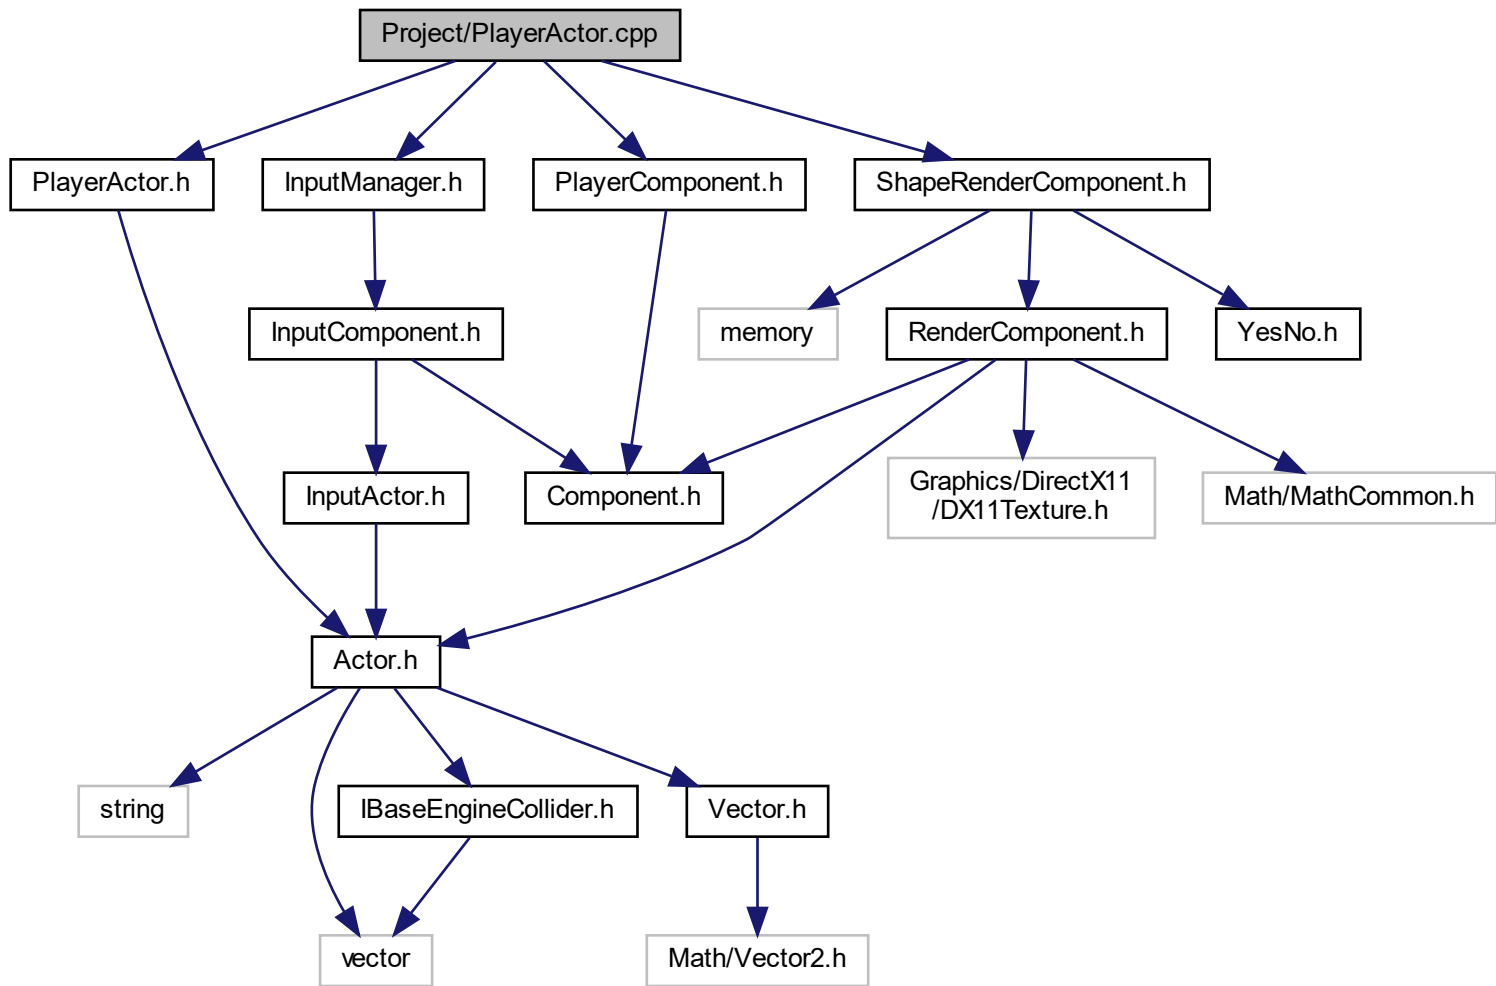 Project/PlayerActor.cpp
PlayerActor.h
InputManager.h
PlayerComponent.h
ShapeRenderComponent.h
memory
InputComponent.h
RenderComponent.h
YesNo.h
InputActor.h
Component.h
Graphics/DirectX11
/DX11Texture.h
Math/MathCommon.h
Actor.h
string
IBaseEngineCollider.h
Vector.h
vector
Math/Vector2.h